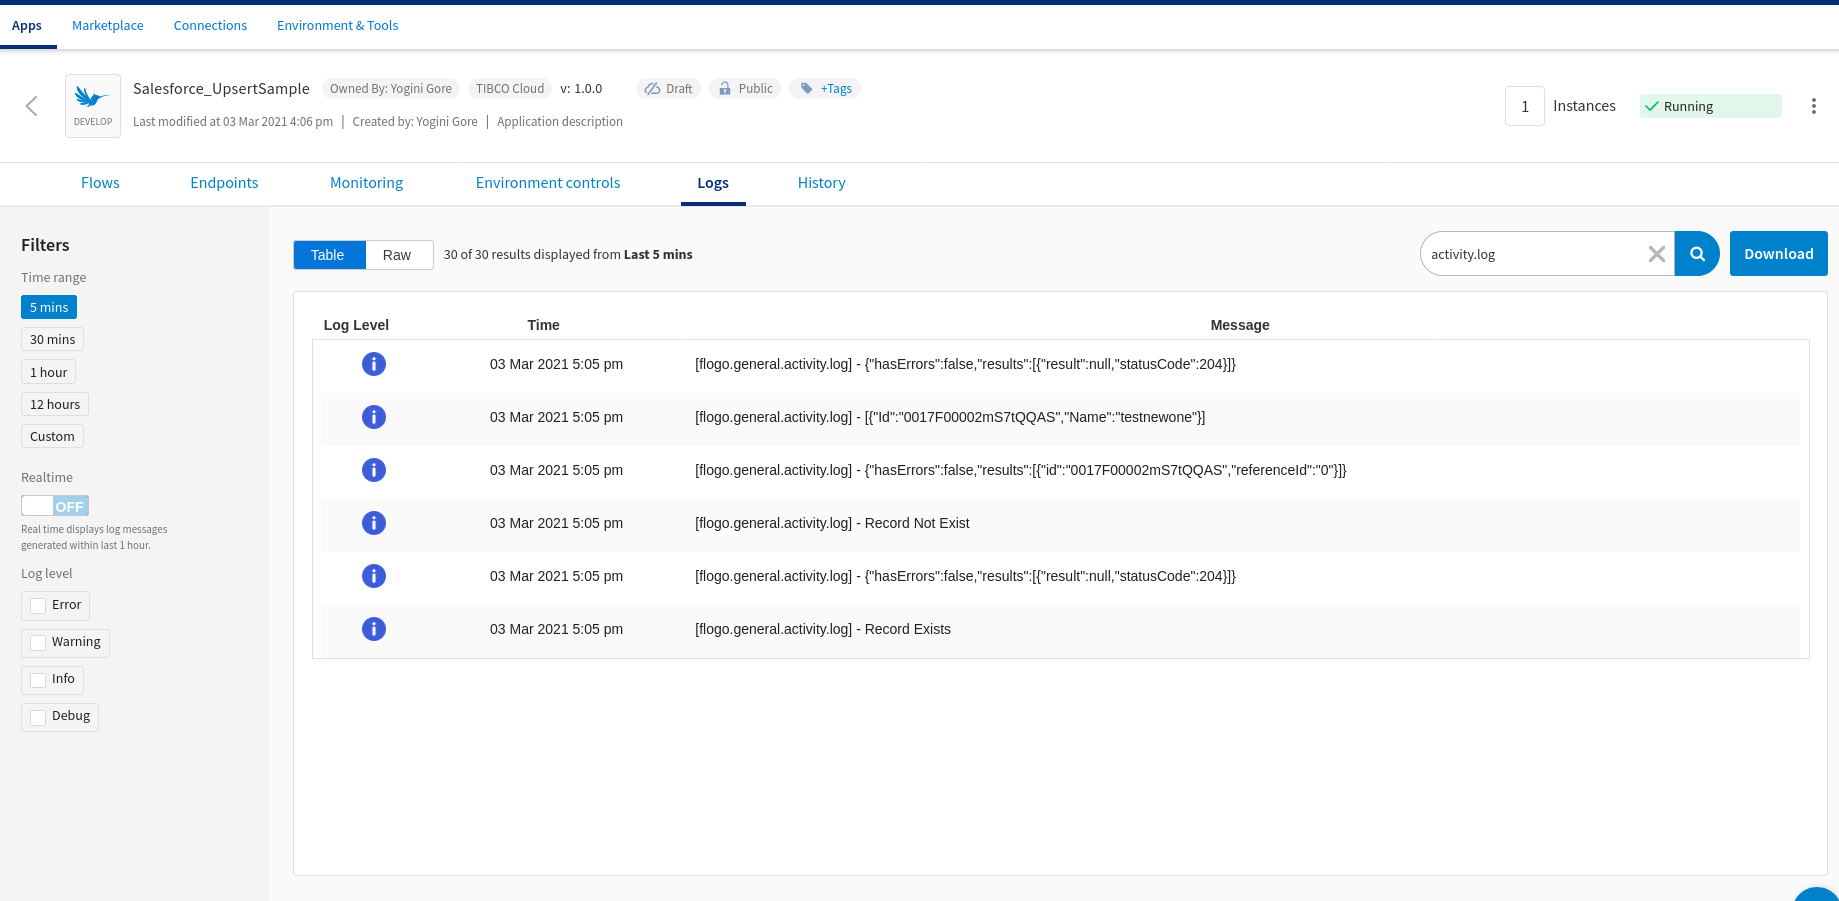 Apps Marketplace Connections Environment & Tools
DEVELOP
Salesforce_UpsertSample Owned By: Yogini Gore TIBCO Cloud v: 1.0.0 Draft Public +Tags
Last modified at 03 Mar 2021 4:06 pm | Created by: Yogini Gore | Application description
1 Instances Running
Flows Endpoints Monitoring Environment controls Logs History
Filters
Time range
5 mins
30 mins
1 hour
12 hours
Custom
Realtime
OFF
Real time displays log messages
generated within last 1 hour.
Log level
Error
Warning
Info
Debug
Table Raw 30 of 30 results displayed from Last 5 mins
activity.log Download
Log Level Time Message
03 Mar 2021 5:05 pm [flogo.general.activity.log] - {"hasErrors":false,"results":[{"result":null,"statusCode":204}]}
03 Mar 2021 5:05 pm [flogo.general.activity.log] - [{"Id":"0017F00002mS7tQQAS","Name":"testnewone"}]
03 Mar 2021 5:05 pm [flogo.general.activity.log] - {"hasErrors":false,"results":[{"id":"0017F00002mS7tQQAS","referenceId":"0"}]}
03 Mar 2021 5:05 pm [flogo.general.activity.log] - Record Not Exist
03 Mar 2021 5:05 pm [flogo.general.activity.log] - {"hasErrors":false,"results":[{"result":null,"statusCode":204}]}
03 Mar 2021 5:05 pm [flogo.general.activity.log] - Record Exists